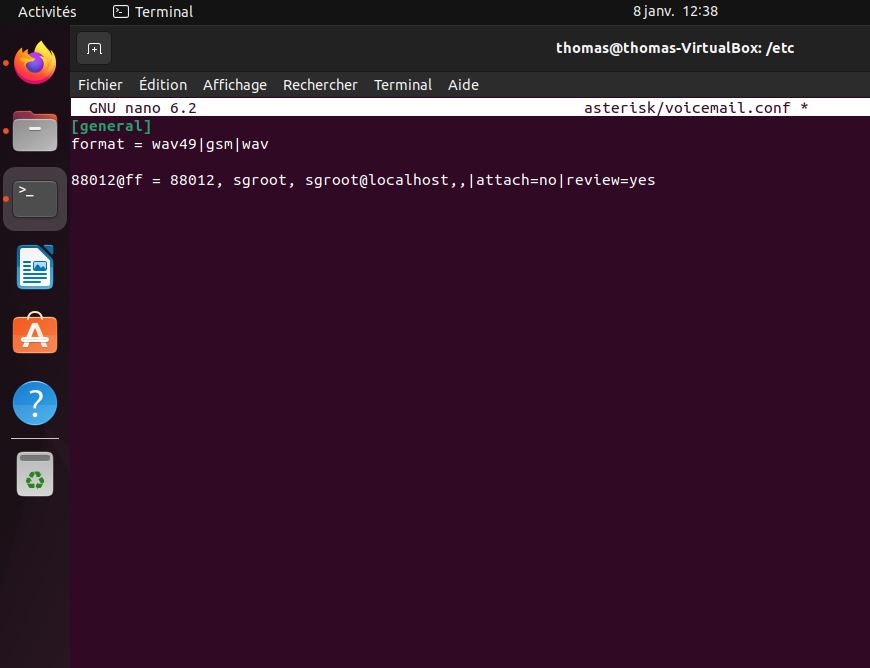 Activités
Terminal
8 janv. 12:38
thomas@thomas-VirtualBox: /etc
Fichier Édition Affichage Rechercher Terminal Aide
GNU nano 6.2 asterisk/voicemail.conf *
[general]
format = wav49|gsm|wav
88012@ff = 88012, sgroot, sgroot@localhost,,|attach=no|review=yes
>_
A
?